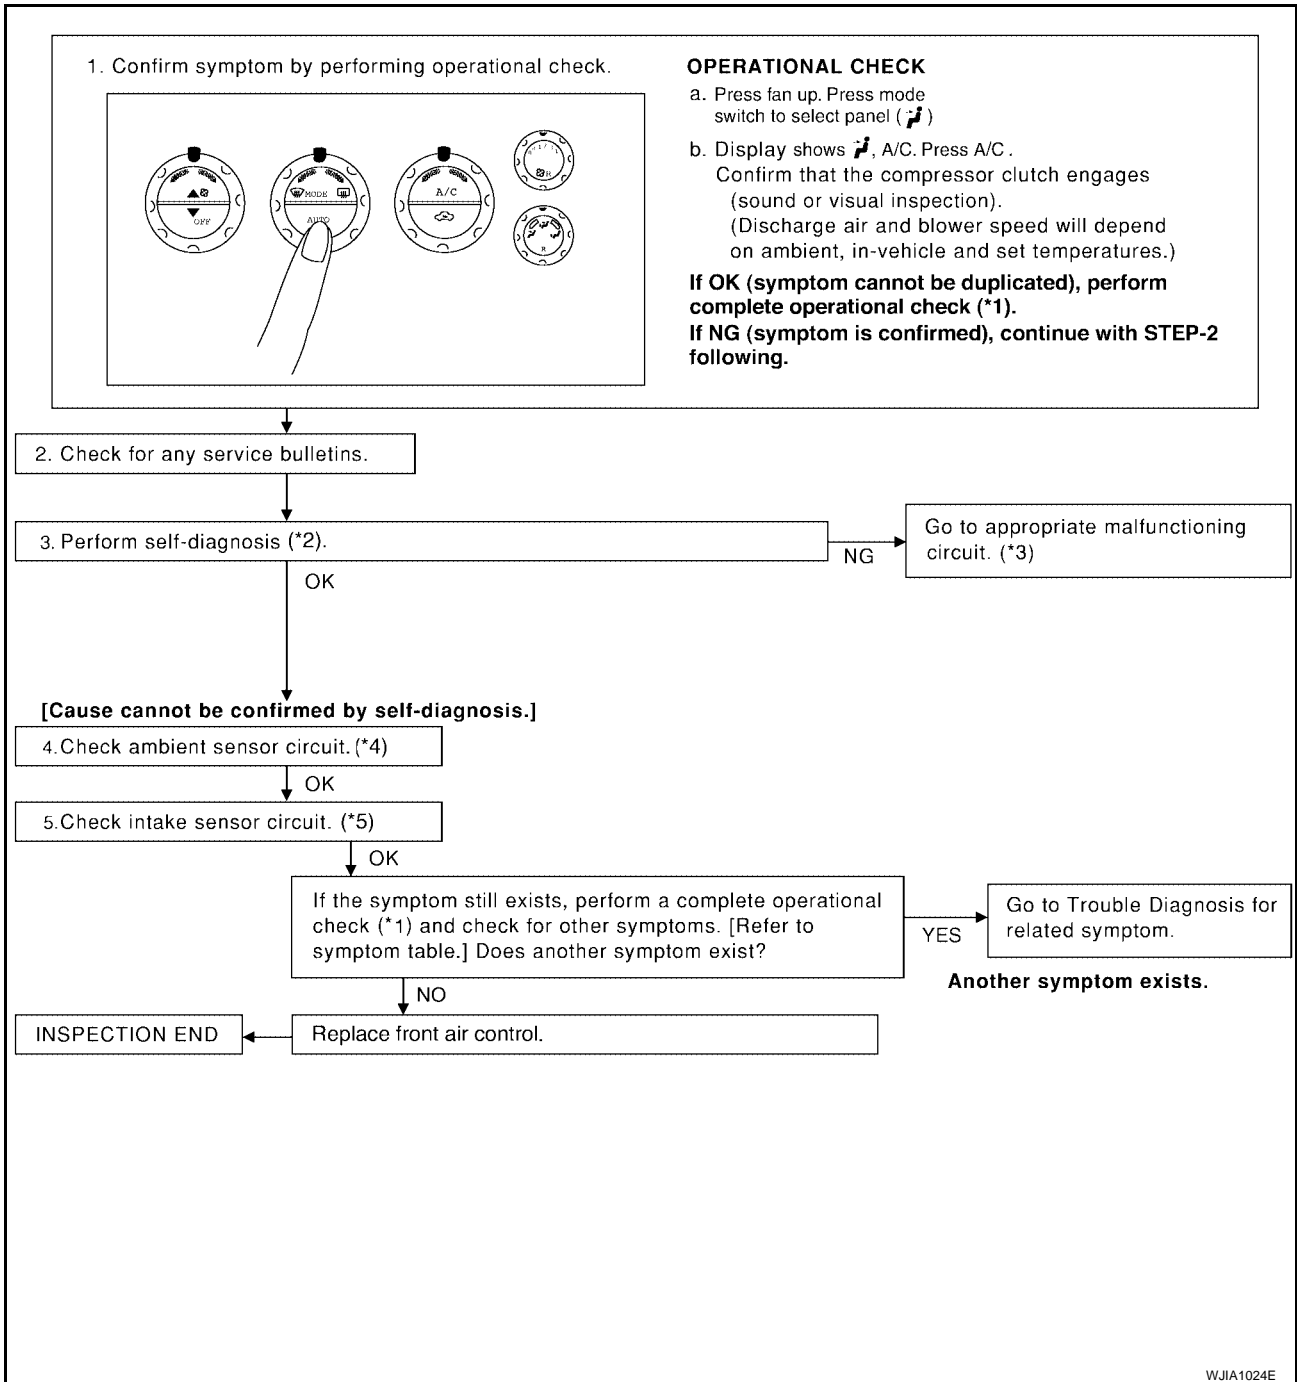 1. Confirm symptom by performing operational check.
OFF
MODE
AUTO
A/C
R
R
OPERATIONAL CHECK
a. Press fan up. Press mode
switch to select panel ( )
b. Display shows , A/C. Press A/C .
Confirm that the compressor clutch engages
(sound or visual inspection).
(Discharge air and blower speed will depend
on ambient, in-vehicle and set temperatures.)
If OK (symptom cannot be duplicated), perform
complete operational check (*1).
If NG (symptom is confirmed), continue with STEP-2
following.
2. Check for any service bulletins.
3. Perform self-diagnosis (*2).
NG
Go to appropriate malfunctioning
circuit. (*3)
OK
[Cause cannot be confirmed by self-diagnosis.]
4.Check ambient sensor circuit. (*4)
OK
5.Check intake sensor circuit. (*5)
OK
If the symptom still exists, perform a complete operational
check (*1) and check for other symptoms. [Refer to
symptom table.] Does another symptom exist?
YES
Go to Trouble Diagnosis for
related symptom.
Another symptom exists.
NO
INSPECTION END
Replace front air control.
WJIA1024E